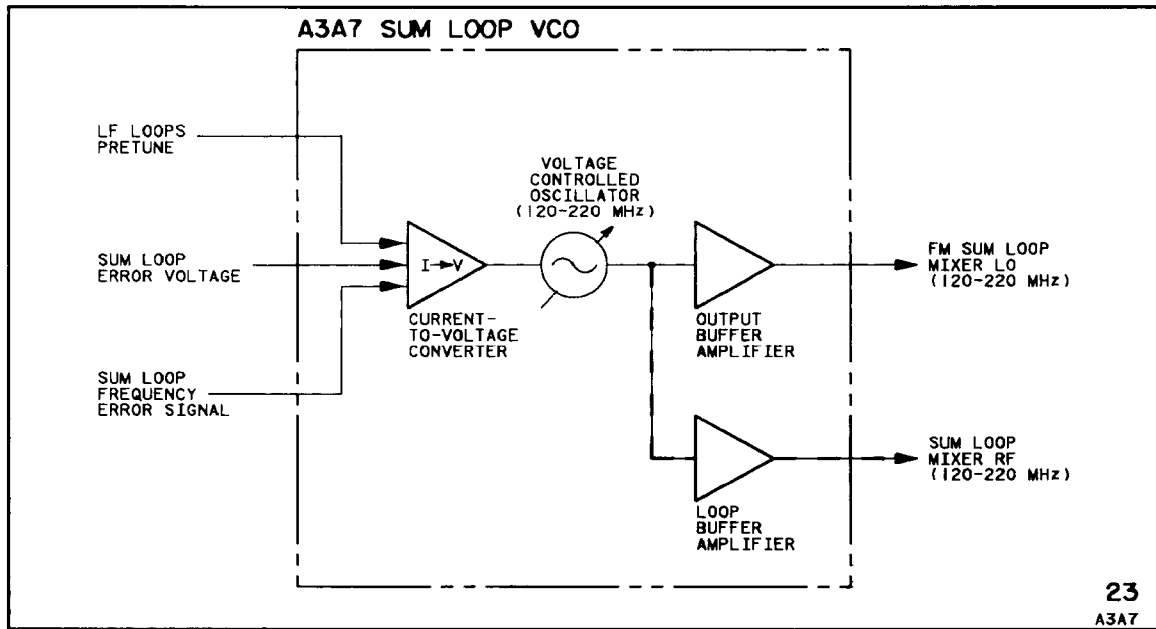 A3A7 SUM LOOP VCO
LF LOOPS
PRETUNE
SUM LOOP
ERROR VOLTAGE
SUM LOOP
FREQUENCY
ERROR SIGNAL
I→V
CURRENT-
TO-VOLTAGE
CONVERTER
VOLTAGE
CONTROLLED
OSCILLATOR
(120-220 MHz)
OUTPUT
BUFFER
AMPLIFIER
LOOP
BUFFER
AMPLIFIER
FM SUM LOOP
MIXER LO
(120-220 MHz)
SUM LOOP
MIXER RF
(120-220 MHz)
23
A3A7